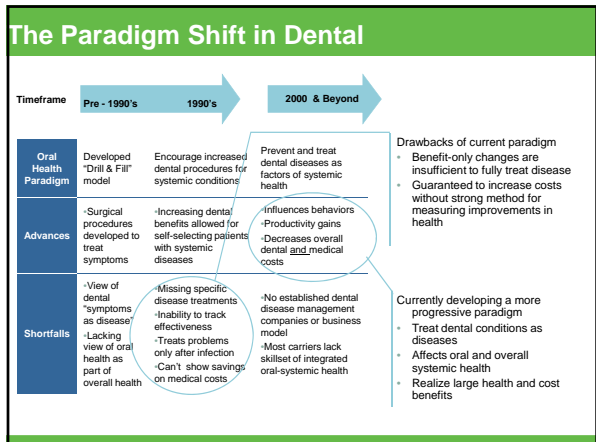 The Paradigm Shift in Dental
Timeframe
Pre - 1990's
1990's
2000 & Beyond
Oral
Health
Paradigm
Developed
“Drill & Fill”
model
Encourage increased
dental procedures for
systemic conditions
Prevent and treat
dental diseases as
factors of systemic
health
Advances
•Surgical
procedures
developed to
treat
symptoms
•Increasing dental
benefits allowed for
self-selecting patients
with systemic
diseases
•Influences behaviors
•Productivity gains
•Decreases overall
dental and medical
costs
Shortfalls
•View of
dental
“symptoms
as disease”
•Lacking
view of oral
health as
part of
overall health
•Missing specific
disease treatments
•Inability to track
effectiveness
•Treats problems
only after infection
•Can't show savings
on medical costs
•No established dental
disease management
companies or business
model
•Most carriers lack
skillset of integrated
oral-systemic health
Drawbacks of current paradigm
• Benefit-only changes are
insufficient to fully treat disease
• Guaranteed to increase costs
without strong method for
measuring improvements in
health
Currently developing a more
progressive paradigm
• Treat dental conditions as
diseases
• Affects oral and overall
systemic health
• Realize large health and cost
benefits